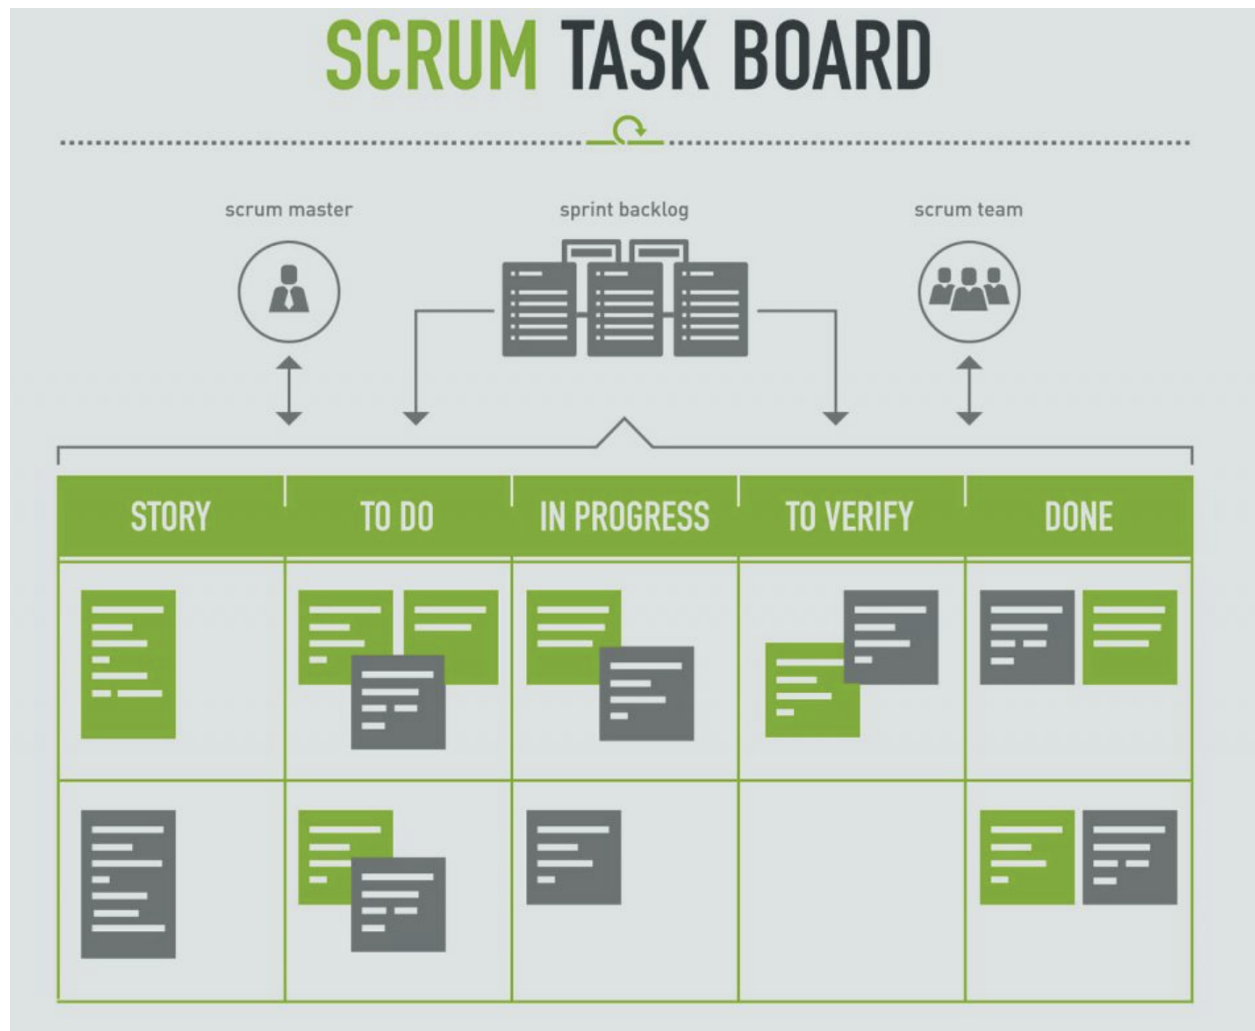 SCRUM TASK BOARD
scrum master
sprint backlog
scrum team
STORY
TO DO
IN PROGRESS
TO VERIFY
DONE